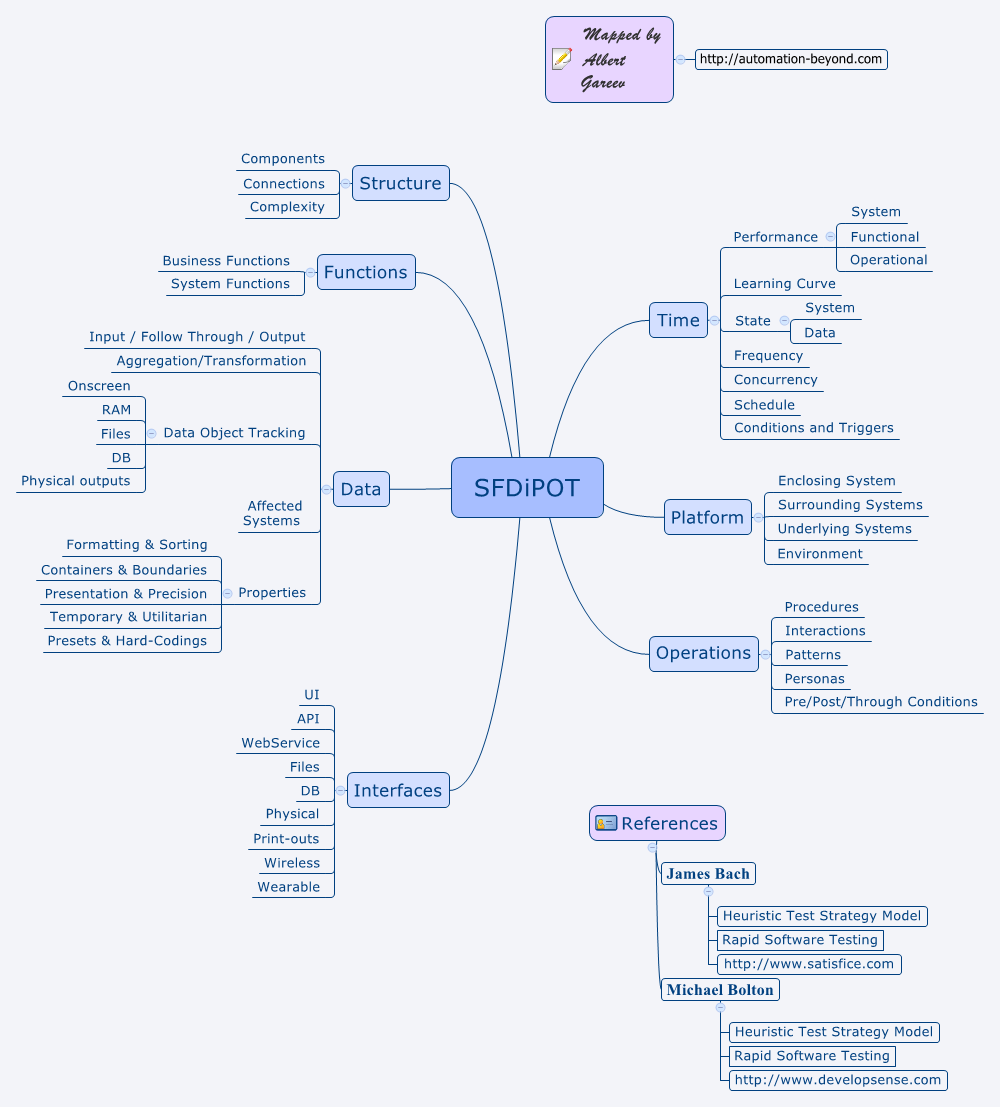 Mapped by
Albert
Gareev
http://automation-beyond.com
SFDiPOT
Structure
Components
Connections
Complexity
Functions
Business Functions
System Functions
Data
Input / Follow Through / Output
Aggregation/Transformation
Data Object Tracking
Onscreen
RAM
Files
DB
Physical outputs
Affected
Systems
Properties
Formatting & Sorting
Containers & Boundaries
Presentation & Precision
Temporary & Utilitarian
Presets & Hard-Codings
Interfaces
UI
API
WebService
Files
DB
Physical
Print-outs
Wireless
Wearable
Time
Performance
System
Functional
Operational
Learning Curve
State
System
Data
Frequency
Concurrency
Schedule
Conditions and Triggers
Platform
Enclosing System
Surrounding Systems
Underlying Systems
Environment
Operations
Procedures
Interactions
Patterns
Personas
Pre/Post/Through Conditions
References
James Bach
Heuristic Test Strategy Model
Rapid Software Testing
http://www.satisfice.com
Michael Bolton
Heuristic Test Strategy Model
Rapid Software Testing
http://www.developsense.com